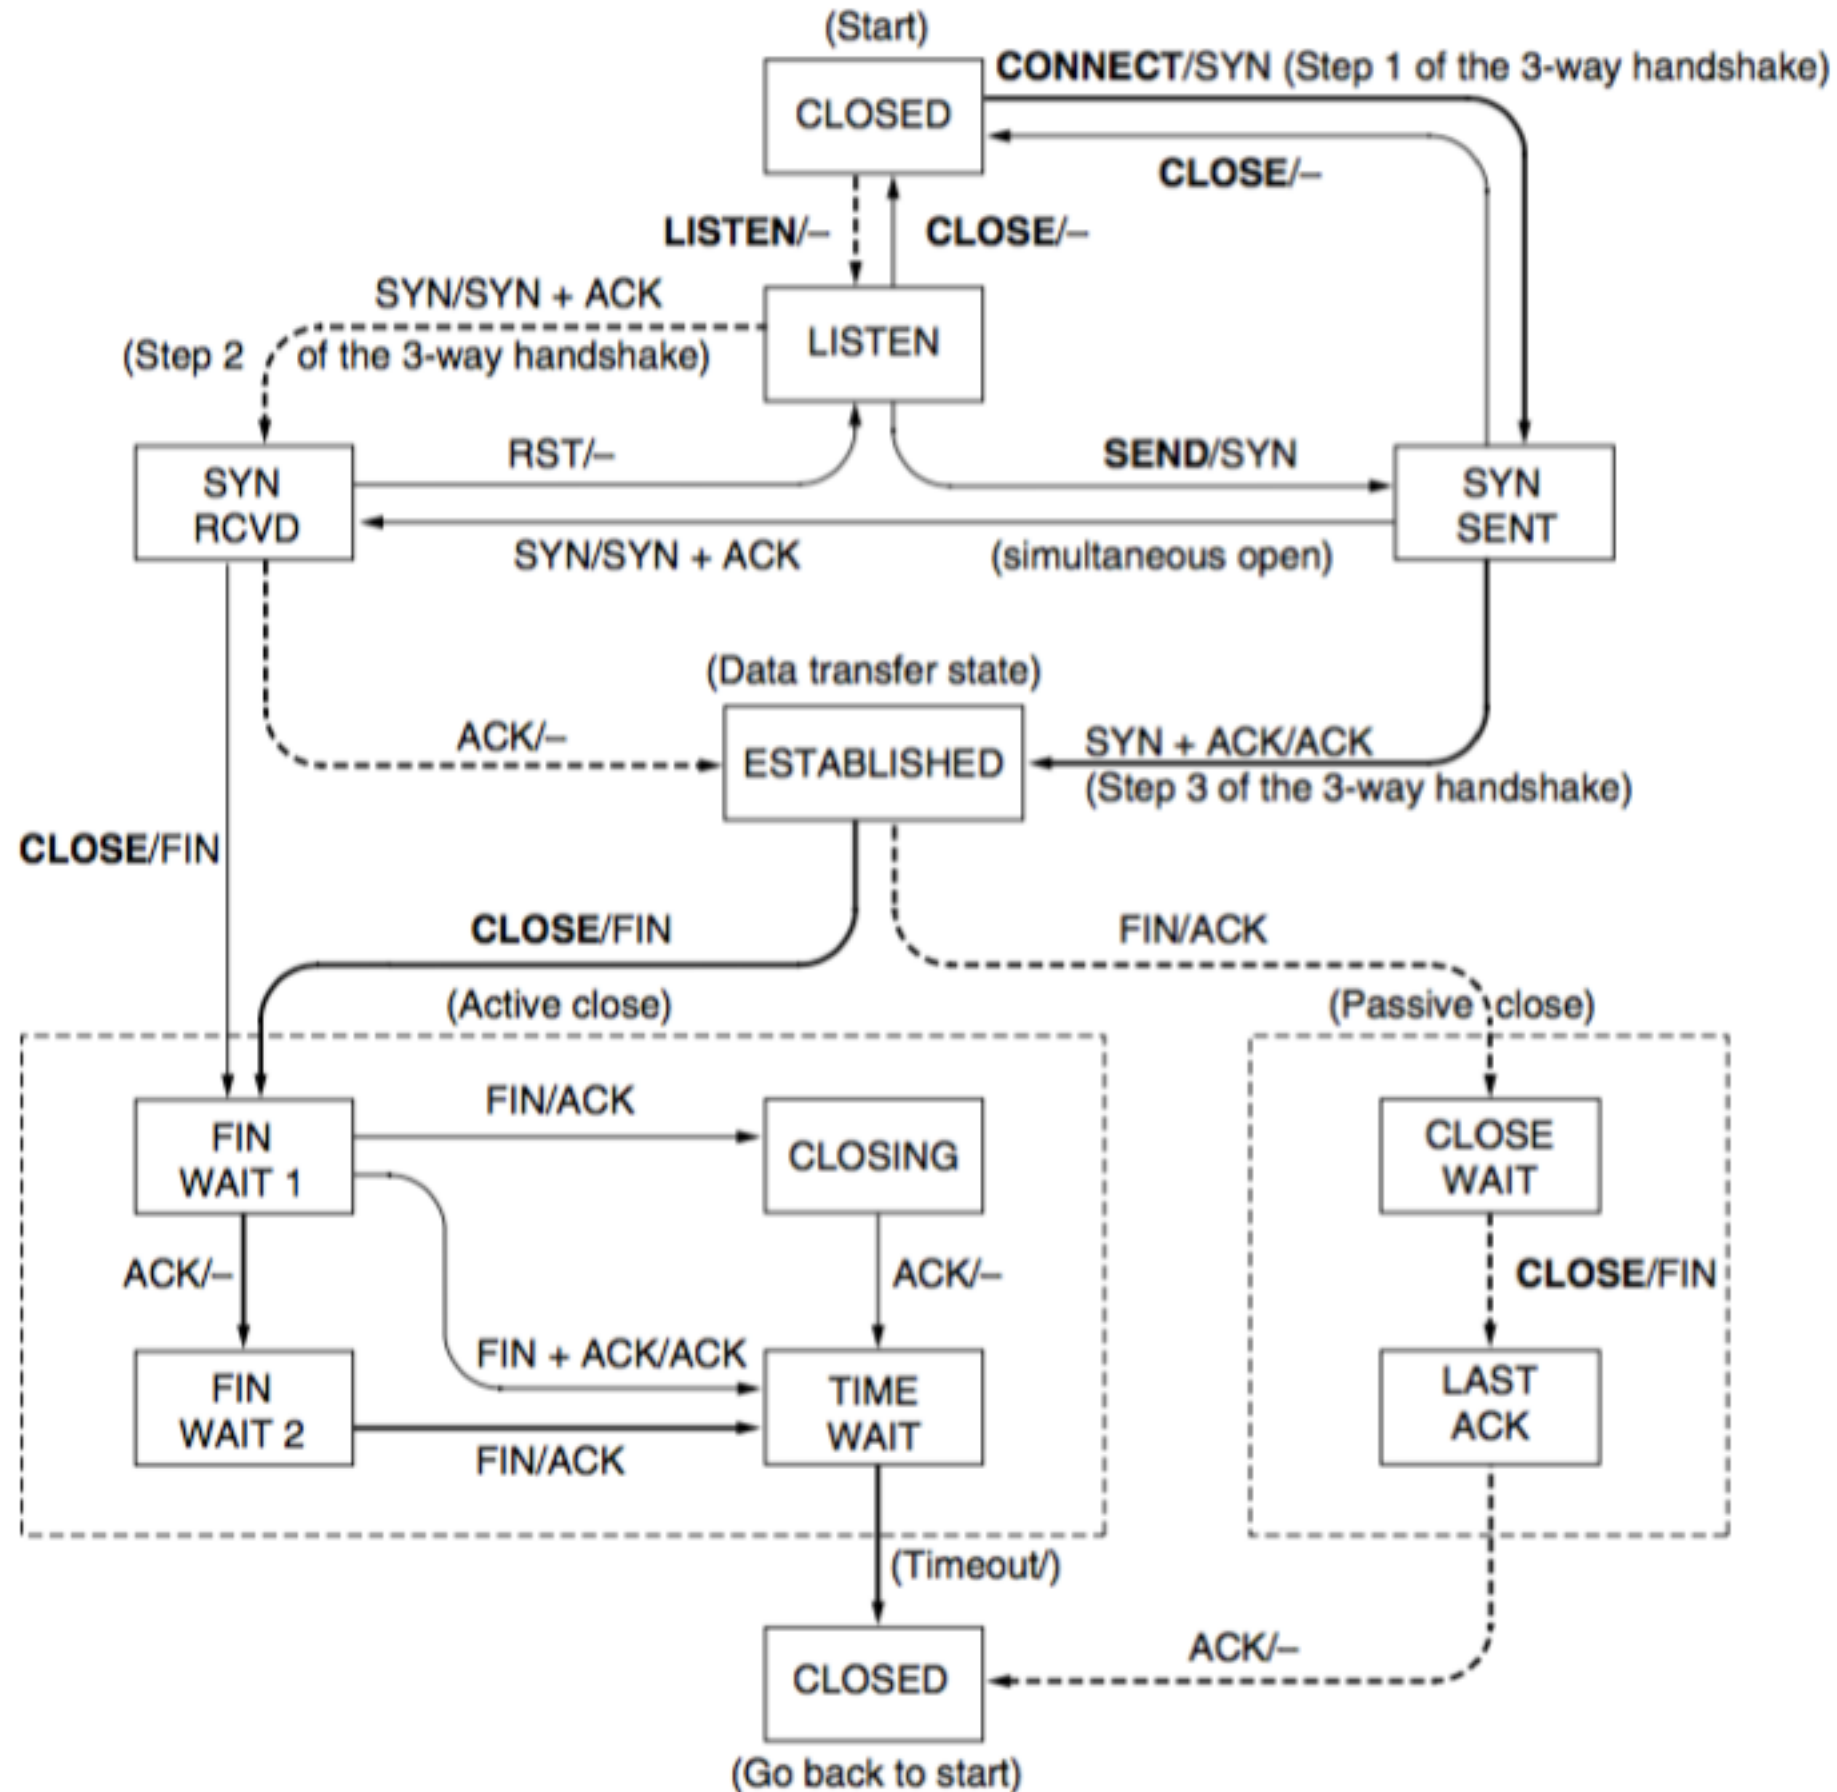 (Start)
CONNECT/SYN (Step 1 of the 3-way handshake)
CLOSED
CLOSE/–
LISTEN/–
CLOSE/–
SYN/SYN + ACK
LISTEN
(Step 2 of the 3-way handshake)
RST/–
SEND/SYN
SYN
RCVD
SYN
SENT
SYN/SYN + ACK
(simultaneous open)
(Data transfer state)
ACK/–
ESTABLISHED
SYN + ACK/ACK
(Step 3 of the 3-way handshake)
CLOSE/FIN
CLOSE/FIN
FIN/ACK
(Active close)
(Passive close)
FIN/ACK
FIN
WAIT 1
CLOSING
CLOSE
WAIT
ACK/–
ACK/–
CLOSE/FIN
FIN + ACK/ACK
FIN
WAIT 2
TIME
WAIT
LAST
ACK
FIN/ACK
(Timeout/)
ACK/–
CLOSED
(Go back to start)